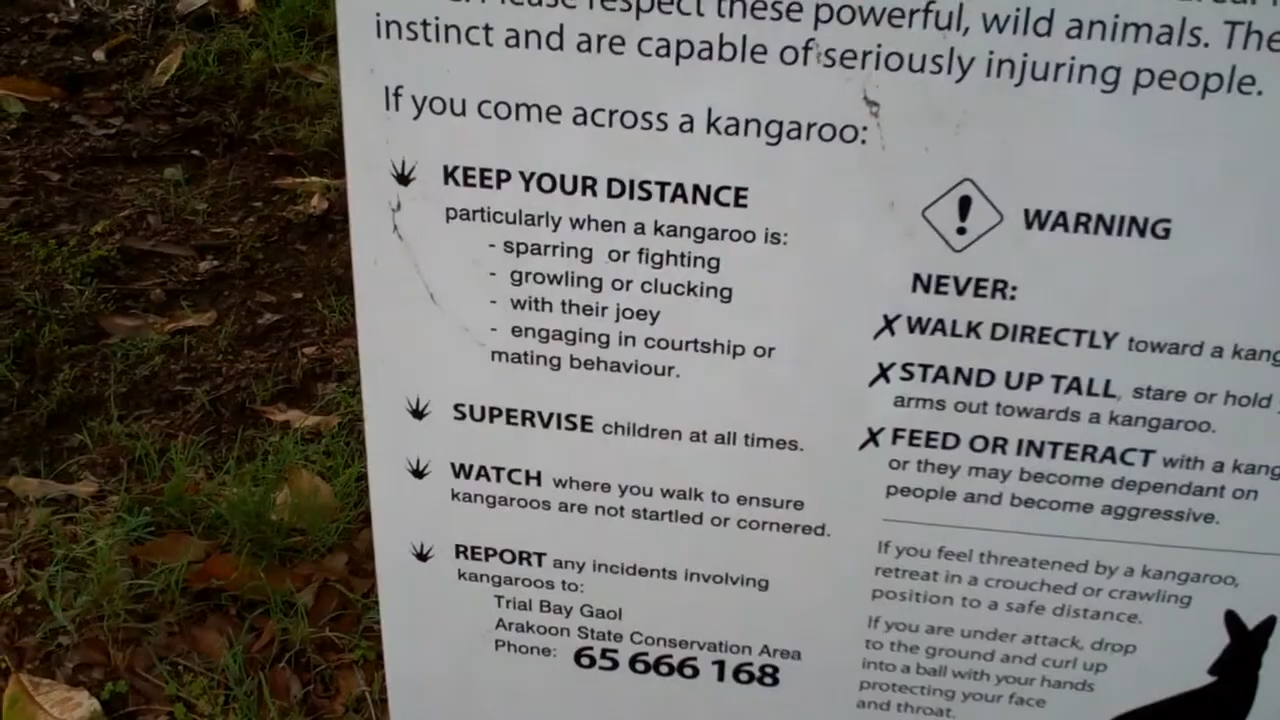 respect these powerful, wild animals. The
instinct and are capable of seriously injuring people.
If you come across a kangaroo:
KEEP YOUR DISTANCE
particularly when a kangaroo is:
- sparring or fighting
- growling or clucking
- with their joey
- engaging in courtship or
mating behaviour.
SUPERVISE children at all times.
WATCH where you walk to ensure
kangaroos are not startled or cornered.
REPORT any incidents involving
kangaroos to:
Trial Bay Gaol
Arakoon State Conservation Area
Phone: 65 666 168
WARNING
NEVER:
WALK DIRECTLY toward a kang
STAND UP TALL, stare or hold
arms out towards a kangaroo.
FEED OR INTERACT with a kang
or they may become dependant on
people and become aggressive.
If you feel threatened by a kangaroo,
retreat in a crouched or crawling
position to a safe distance.
If you are under attack, drop
to the ground and curl up
into a ball with your hands
protecting your face
and throat.